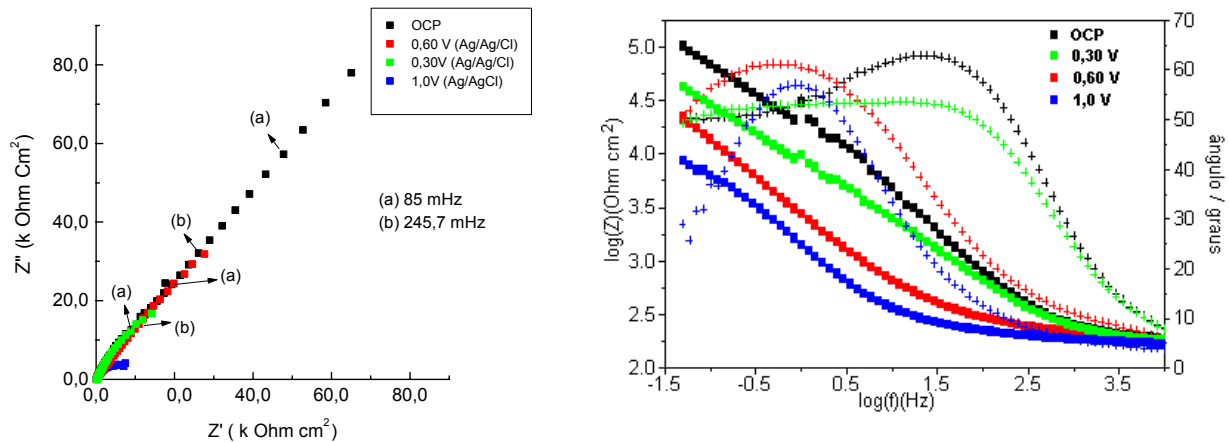 OCP
0,60 V (Ag/Ag/Cl)
0,30V (Ag/Ag/Cl)
1,0V (Ag/AgCl)
80,0
60,0
40,0
20,0
0,0
Z'' (k Ohm Cm²)
(a)
(b)
(a)
(a)
(b)
(a) 85 mHz
(b) 245,7 mHz
0,0 20,0 0,0 40,0 60,0 80,0
Z' ( k Ohm cm²)
OCP
0,30 V
0,60 V
1,0 V
5.0
4.5
4.0
3.5
3.0
2.5
2.0
log(Z)(Ohm cm²)
70
60
50
40
30
20
10
0
ângulo / graus
-1.5 -0.5 0.5 1.5 2.5 3.5
log(f)(Hz)